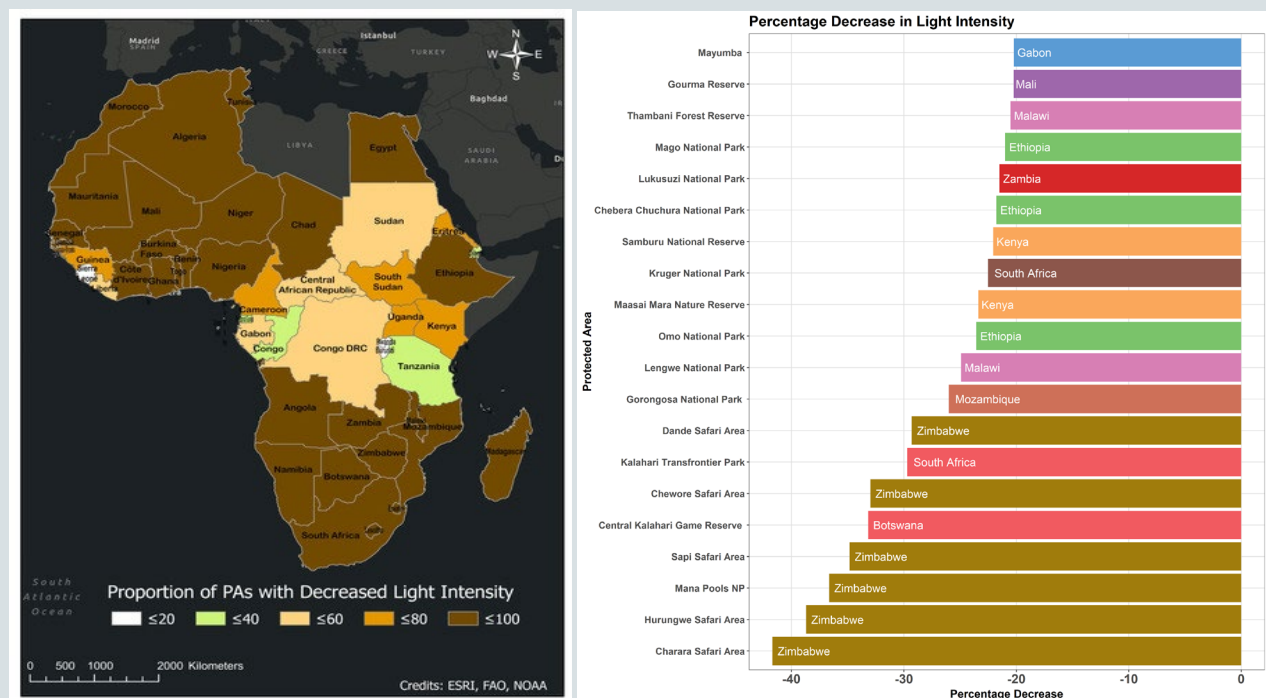 Madrid
SPAIN
Istanbul
GREECE
TURKEY
N
W
E
S
Baghdad
Morocco
Tunisia
Algeria
LIBYA
Egypt
SAUDI
ARABIA
Mauritania
Mali
Niger
Chad
Sudan
Eritrea
Senegal
Burkina
Faso
Guinea
Benin
Sierra
Leone
Côte
d'Ivoire
Ghana
Togo
Nigeria
Liberia
Ethiopia
Central
African Republic
South
Sudan
Cameroon
Uganda
Kenya
Gabon
Congo
Congo DRC
Rwanda
Burundi
Tanzania
Angola
Zambia
Mozambique
Zimbabwe
Madagascar
Namibia
Botswana
South Africa
South
Atlantic
Ocean
Proportion of PAs with Decreased Light Intensity
≤20 ≤40 ≤60 ≤80 ≤100
0 500 1000 2000 Kilometers
Credits: ESRI, FAO, NOAA
Percentage Decrease in Light Intensity
Protected Area
Mayumba Gabon
Gourma Reserve Mali
Thambani Forest Reserve Malawi
Mago National Park Ethiopia
Lukusuzi National Park Zambia
Chebera Chuchura National Park Ethiopia
Samburu National Reserve Kenya
Kruger National Park South Africa
Maasai Mara Nature Reserve Kenya
Omo National Park Ethiopia
Lengwe National Park Malawi
Gorongosa National Park Mozambique
Dande Safari Area Zimbabwe
Kalahari Transfrontier Park South Africa
Chewore Safari Area Zimbabwe
Central Kalahari Game Reserve Botswana
Sapi Safari Area Zimbabwe
Mana Pools NP Zimbabwe
Hurungwe Safari Area Zimbabwe
Charara Safari Area Zimbabwe
-40 -30 -20 -10 0
Percentage Decrease